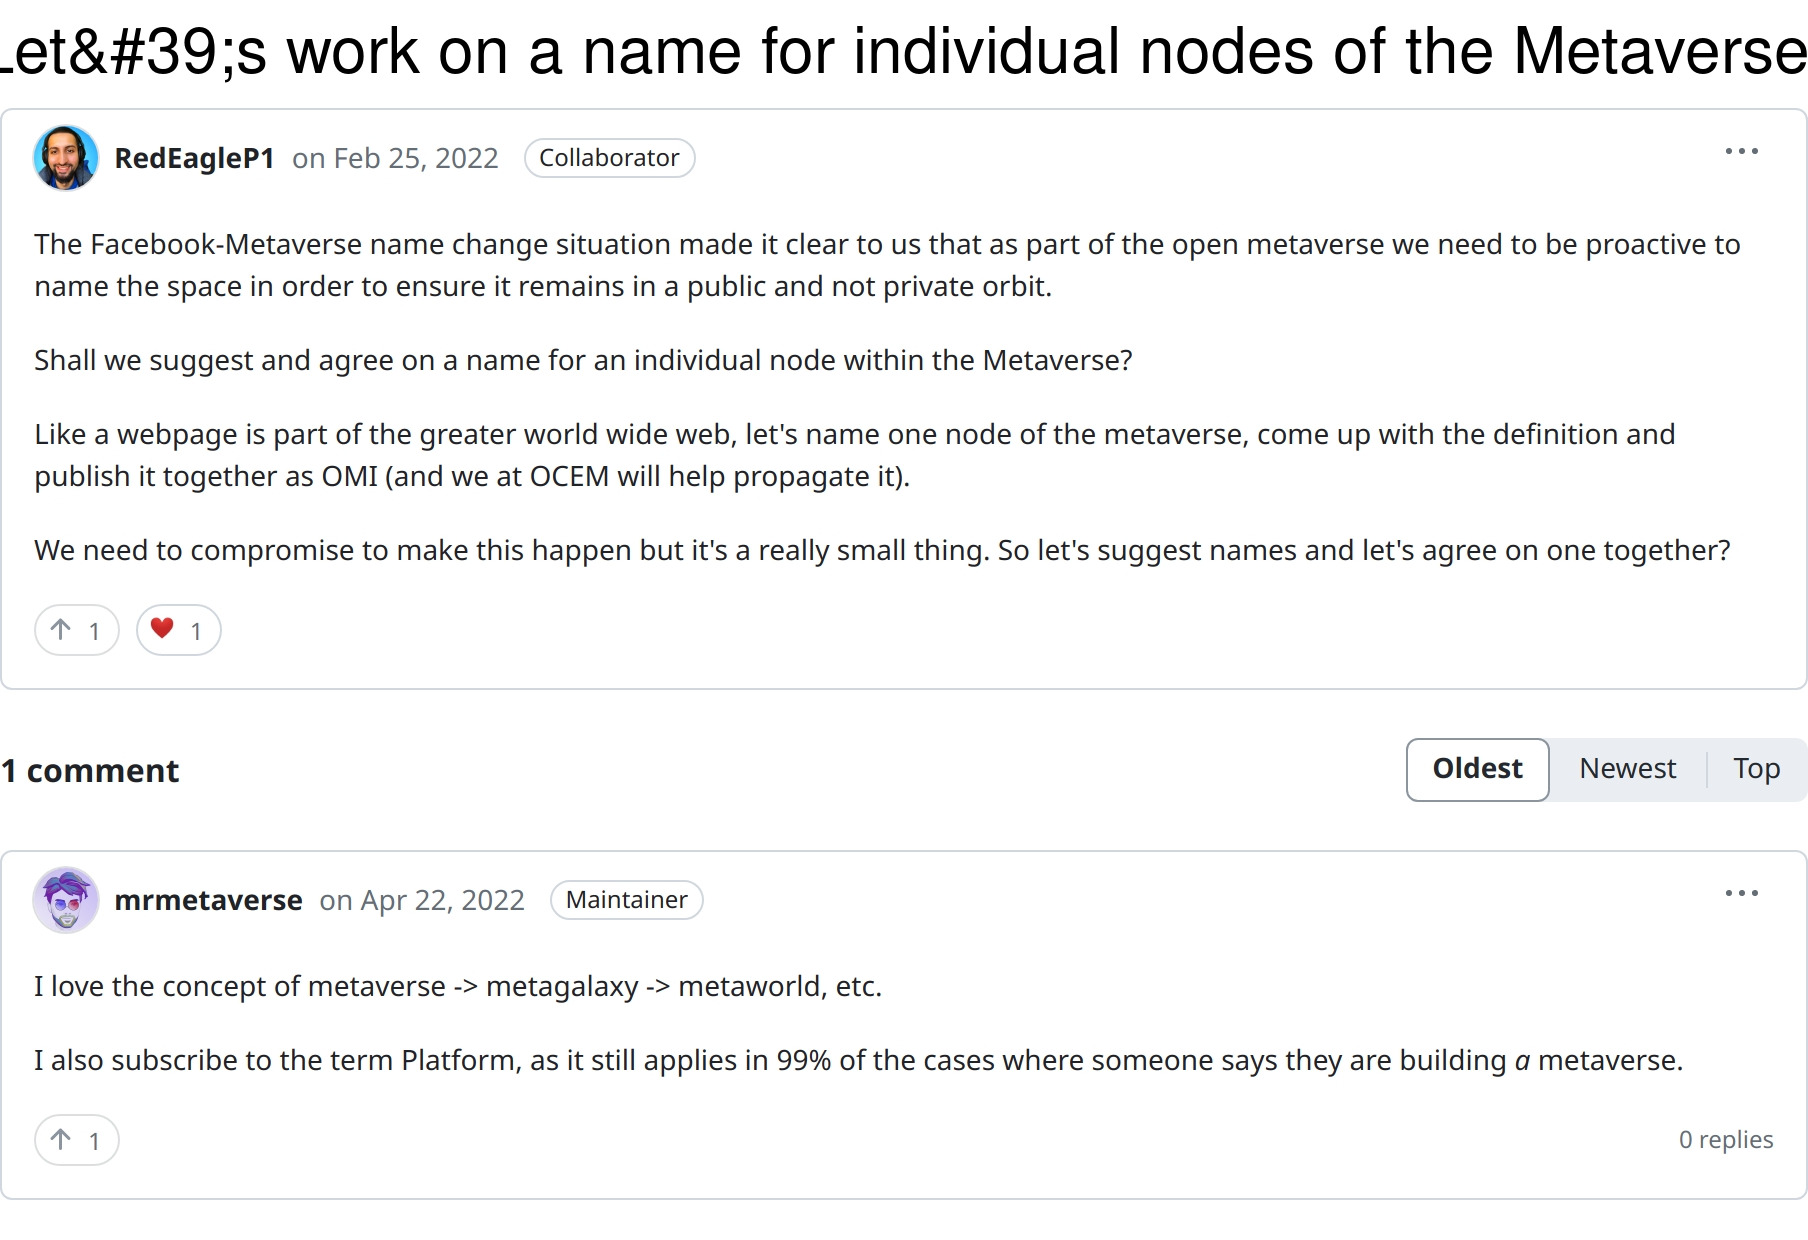 Let&#39;s work on a name for individual nodes of the Metaverse
RedEagleP1 on Feb 25, 2022 Collaborator
The Facebook-Metaverse name change situation made it clear to us that as part of the open metaverse we need to be proactive to
name the space in order to ensure it remains in a public and not private orbit.
Shall we suggest and agree on a name for an individual node within the Metaverse?
Like a webpage is part of the greater world wide web, let's name one node of the metaverse, come up with the definition and
publish it together as OMI (and we at OCEM will help propagate it).
We need to compromise to make this happen but it's a really small thing. So let's suggest names and let's agree on one together?
↑ 1 ❤️ 1
1 comment
Oldest Newest Top
mrmetaverse on Apr 22, 2022 Maintainer
I love the concept of metaverse -> metagalaxy -> metaworld, etc.
I also subscribe to the term Platform, as it still applies in 99% of the cases where someone says they are building a metaverse.
↑ 1 0 replies